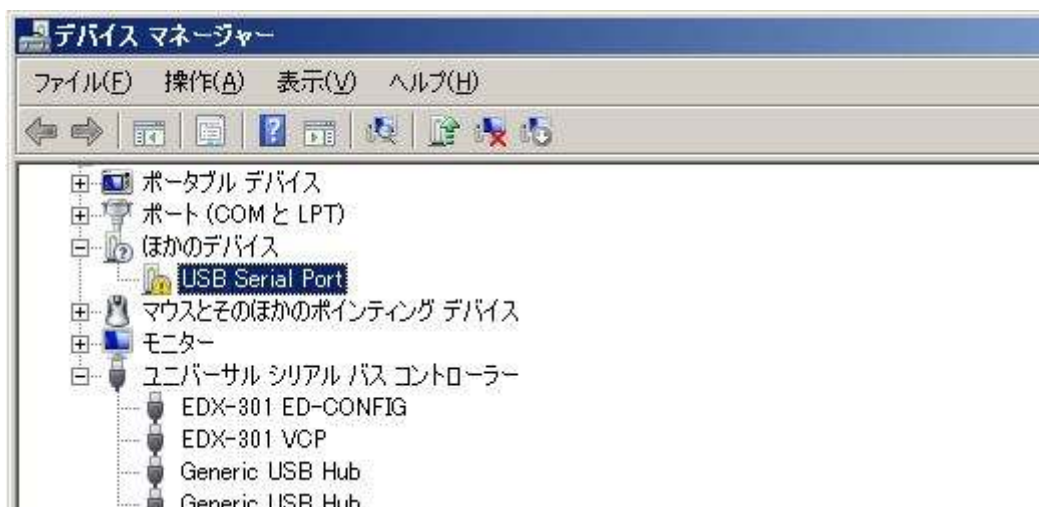 デバイス マネージャー
ファイル(F) 操作(A) 表示(V) ヘルプ(H)
ポータブル デバイス
ポート (COM と LPT)
ほかのデバイス
USB Serial Port
マウスとそのほかのポインティング デバイス
モニター
ユニバーサル シリアル バス コントローラー
EDX-301 ED-CONFIG
EDX-301 VCP
Generic USB Hub
Generic USB Hub